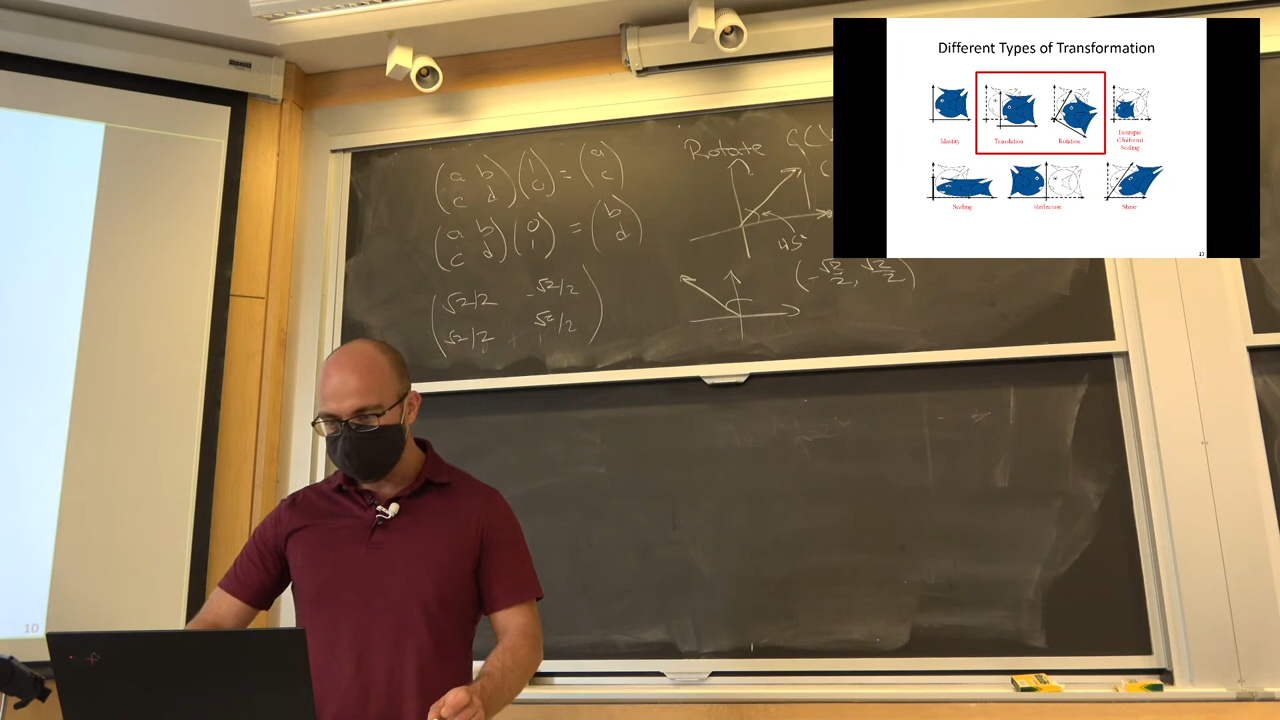 Different Types of Transformation
Identity
Translation
Rotation
Isotropic
(Uniform)
Scaling
Scaling
Reflection
Shear
(a b
c d)(1
0)=(a
c)
(a b
c d)(0
1)=(b
d)
(√2/2 -√2/2
√2/2 √2/2)
Rotate
45°
(-√2/2, √2/2)
10